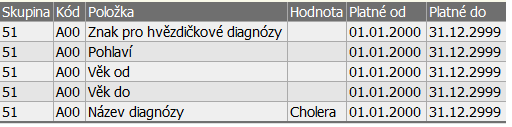 Skupina Kód Položka Hodnota Platné od Platné do
51 A00 Znak pro hvězdičkové diagnózy 01.01.2000 31.12.2999
51 A00 Pohlaví 01.01.2000 31.12.2999
51 A00 Věk od 01.01.2000 31.12.2999
51 A00 Věk do 01.01.2000 31.12.2999
51 A00 Název diagnózy Cholera 01.01.2000 31.12.2999